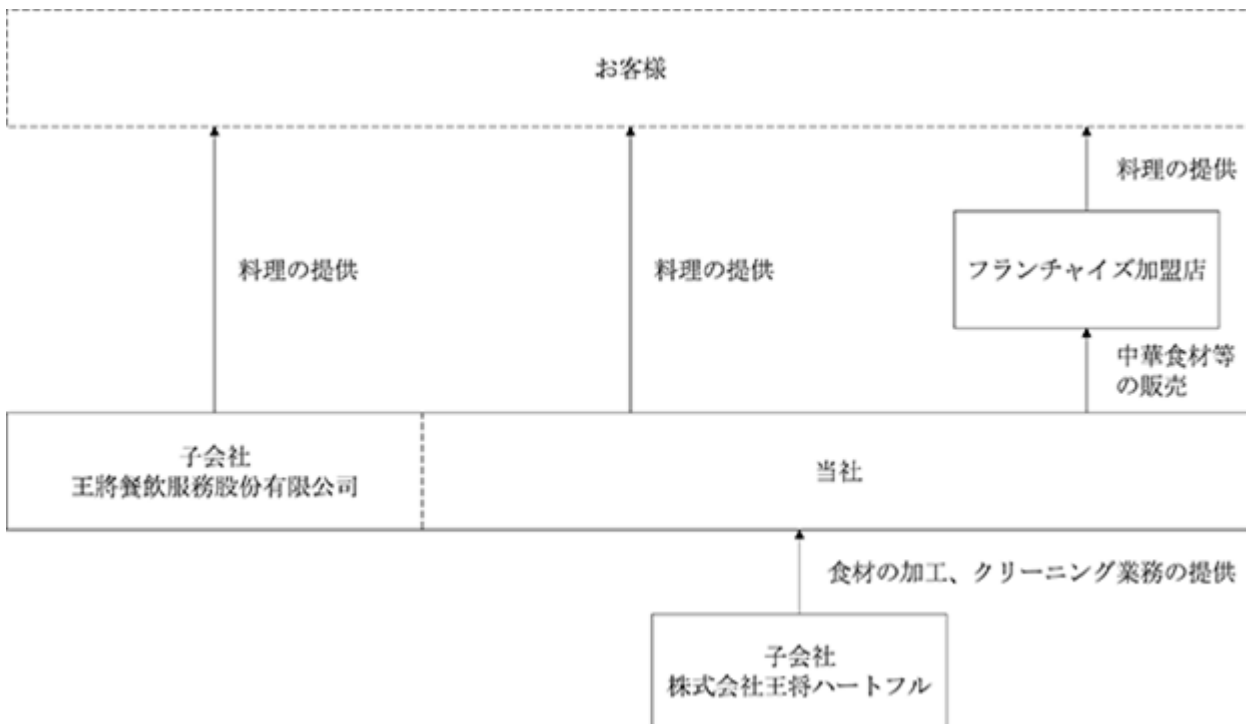 お客様
料理の提供
フランチャイズ加盟店
料理の提供
料理の提供
中華食材等
の販売
子会社
王將餐飲服務股份有限公司
当社
食材の加工、クリーニング業務の提供
子会社
株式会社王将ハートフル